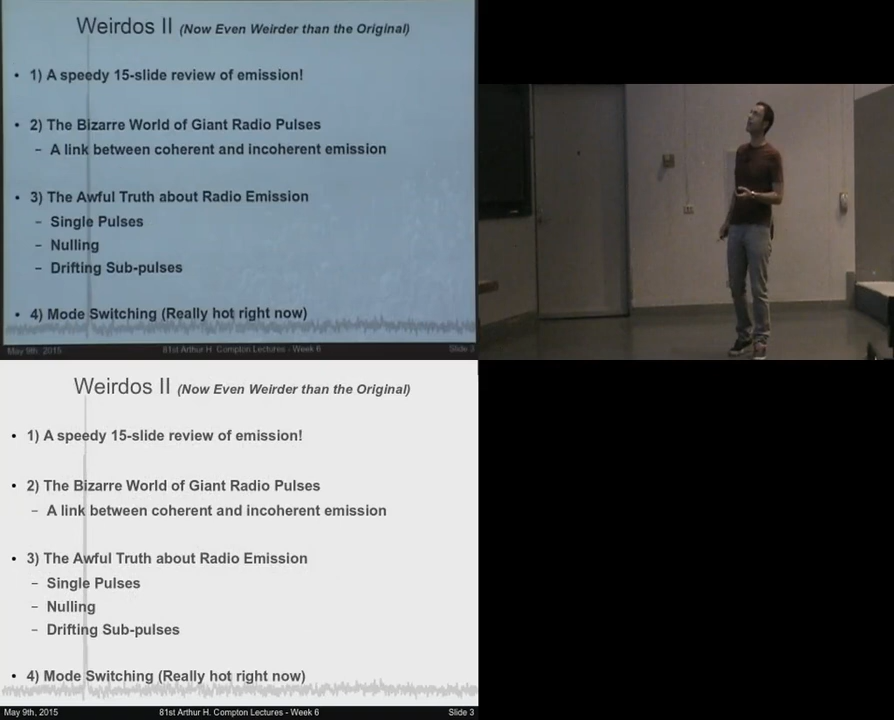 Weirdos II (Now Even Weirder than the Original)
• 1) A speedy 15-slide review of emission!
• 2) The Bizarre World of Giant Radio Pulses
– A link between coherent and incoherent emission
• 3) The Awful Truth about Radio Emission
– Single Pulses
– Nulling
– Drifting Sub-pulses
• 4) Mode Switching (Really hot right now)
May 9th, 2015 81st Arthur H. Compton Lectures - Week 6 Slide 3
Weirdos II (Now Even Weirder than the Original)
• 1) A speedy 15-slide review of emission!
• 2) The Bizarre World of Giant Radio Pulses
– A link between coherent and incoherent emission
• 3) The Awful Truth about Radio Emission
– Single Pulses
– Nulling
– Drifting Sub-pulses
• 4) Mode Switching (Really hot right now)
May 9th, 2015 81st Arthur H. Compton Lectures - Week 6 Slide 3